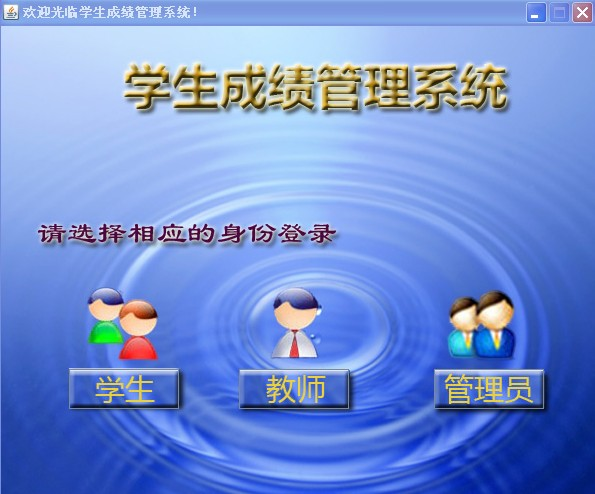 欢迎光临学生成绩管理系统!
学生成绩管理系统
请选择相应的身份登录
学生
教师
管理员